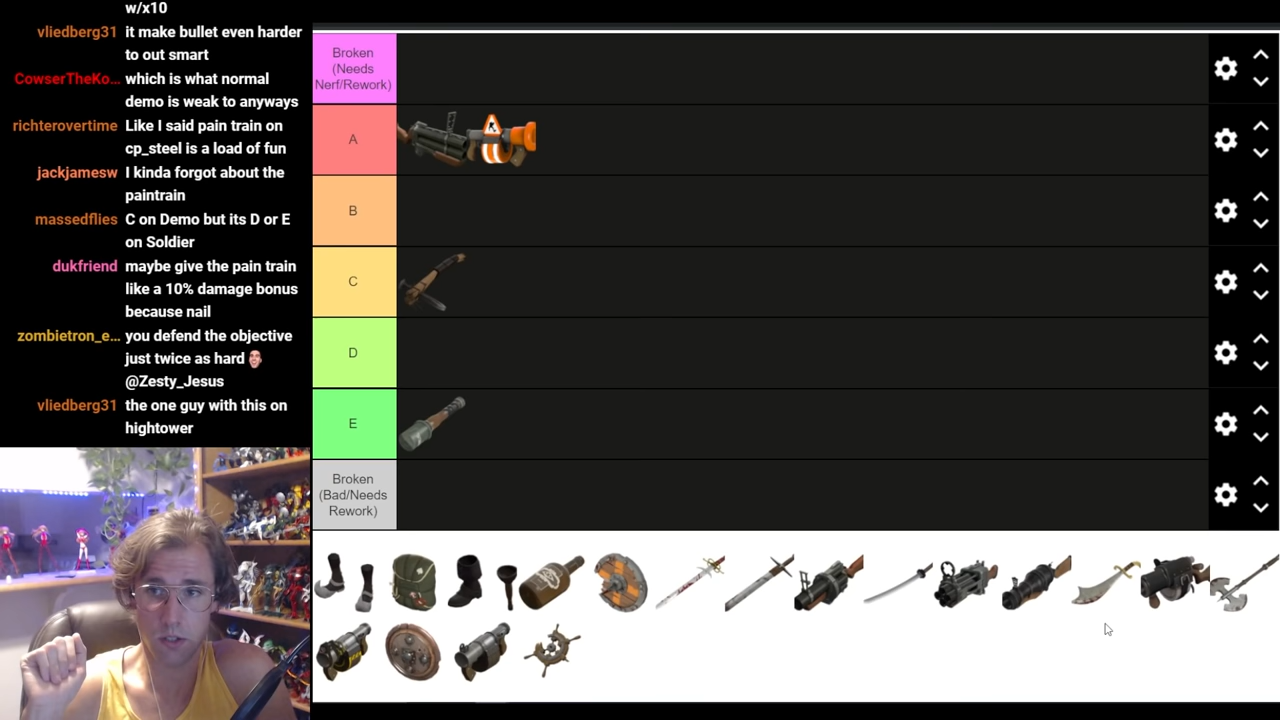 w/x10
vliedberg31 it make bullet even harder
to out smart
CowserTheKo... which is what normal
demo is weak to anyways
richterovertime Like I said pain train on
cp_steel is a load of fun
jackjamesw I kinda forgot about the
paintrain
massedflies C on Demo but its D or E
on Soldier
dukfriend maybe give the pain train
like a 10% damage bonus
because nail
zombietron_e... you defend the objective
just twice as hard
@Zesty_Jesus
vliedberg31 the one guy with this on
hightower
Broken
(Needs
Nerf/Rework)
A
B
C
D
E
Broken
(Bad/Needs
Rework)